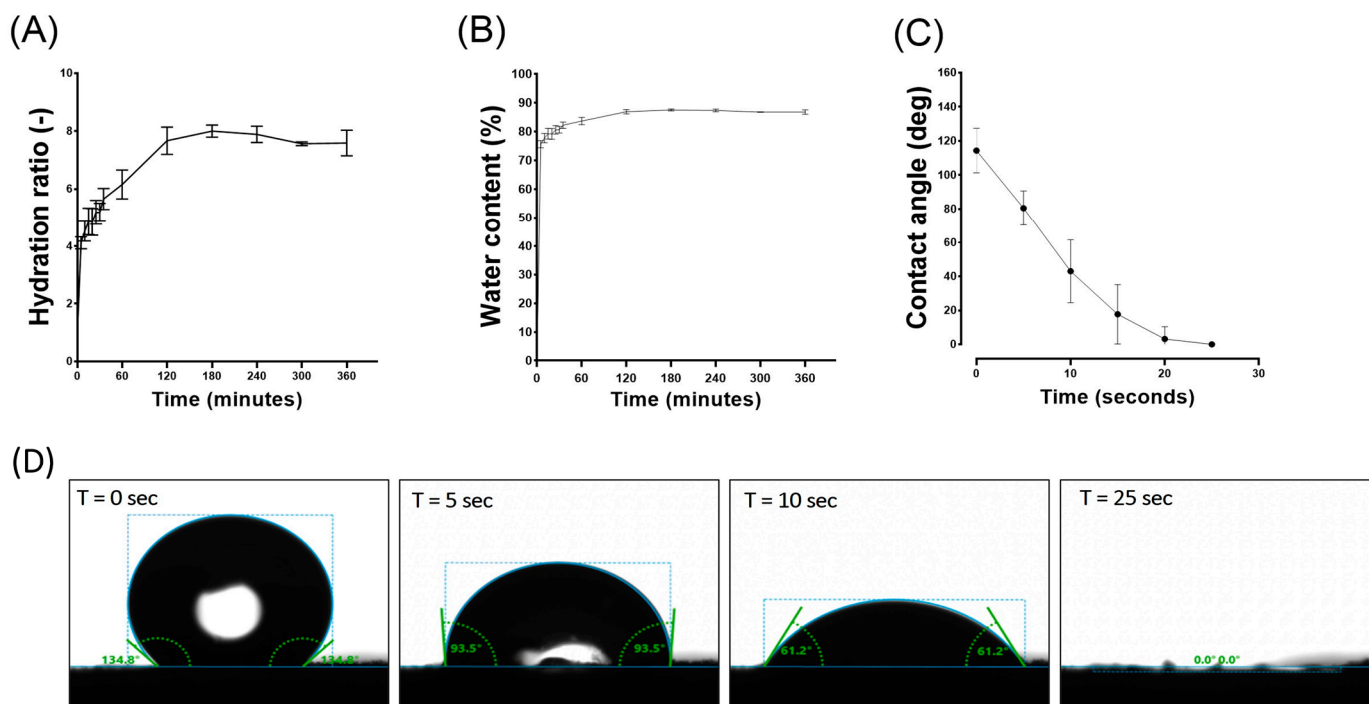 (A)
Hydration ratio (-)
10
8
6
4
2
0
0 60 120 180 240 300 360
Time (minutes)
(B)
Water content (%)
100
90
80
70
60
50
40
30
20
10
0
0 60 120 180 240 300 360
Time (minutes)
(C)
Contact angle (deg)
160
140
120
100
80
60
40
20
0
0 10 20 30
Time (seconds)
(D)
T = 0 sec
134.8° 134.8°
T = 5 sec
93.5° 93.5°
T = 10 sec
61.2° 61.2°
T = 25 sec
0.0° 0.0°